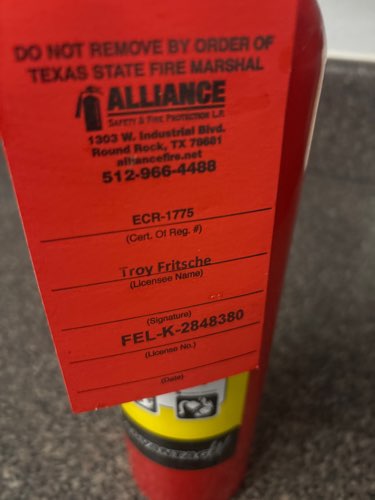 DO NOT REMOVE BY ORDER OF
TEXAS STATE FIRE MARSHAL
ALLIANCE
SAFETY & FIRE PROTECTION L.P.
1303 W. Industrial Blvd.
Round Rock, TX 78681
alliancefire.net
512-966-4488
ECR-1775
(Cert. Of Reg. #)
Troy Fritsche
(Licensee Name)
(Signature)
FEL-K-2848380
(License No.)
(Date)
ADVANTAGE